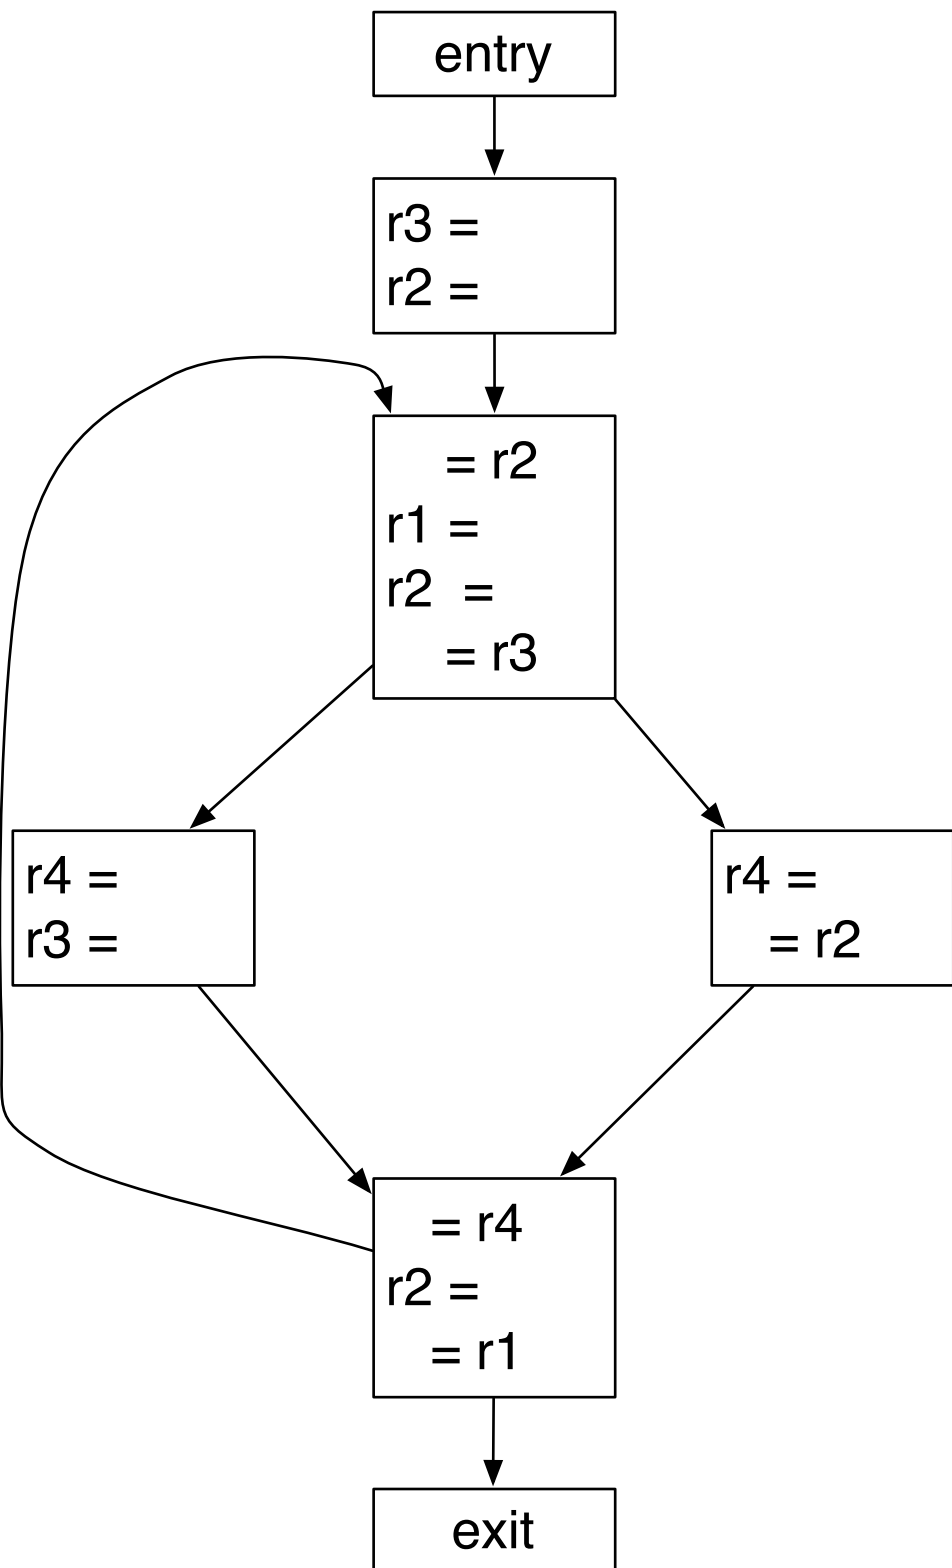 entry
r3 =
r2 =
= r2
r1 =
r2 =
= r3
r4 =
r3 =
r4 =
= r2
= r4
r2 =
= r1
exit